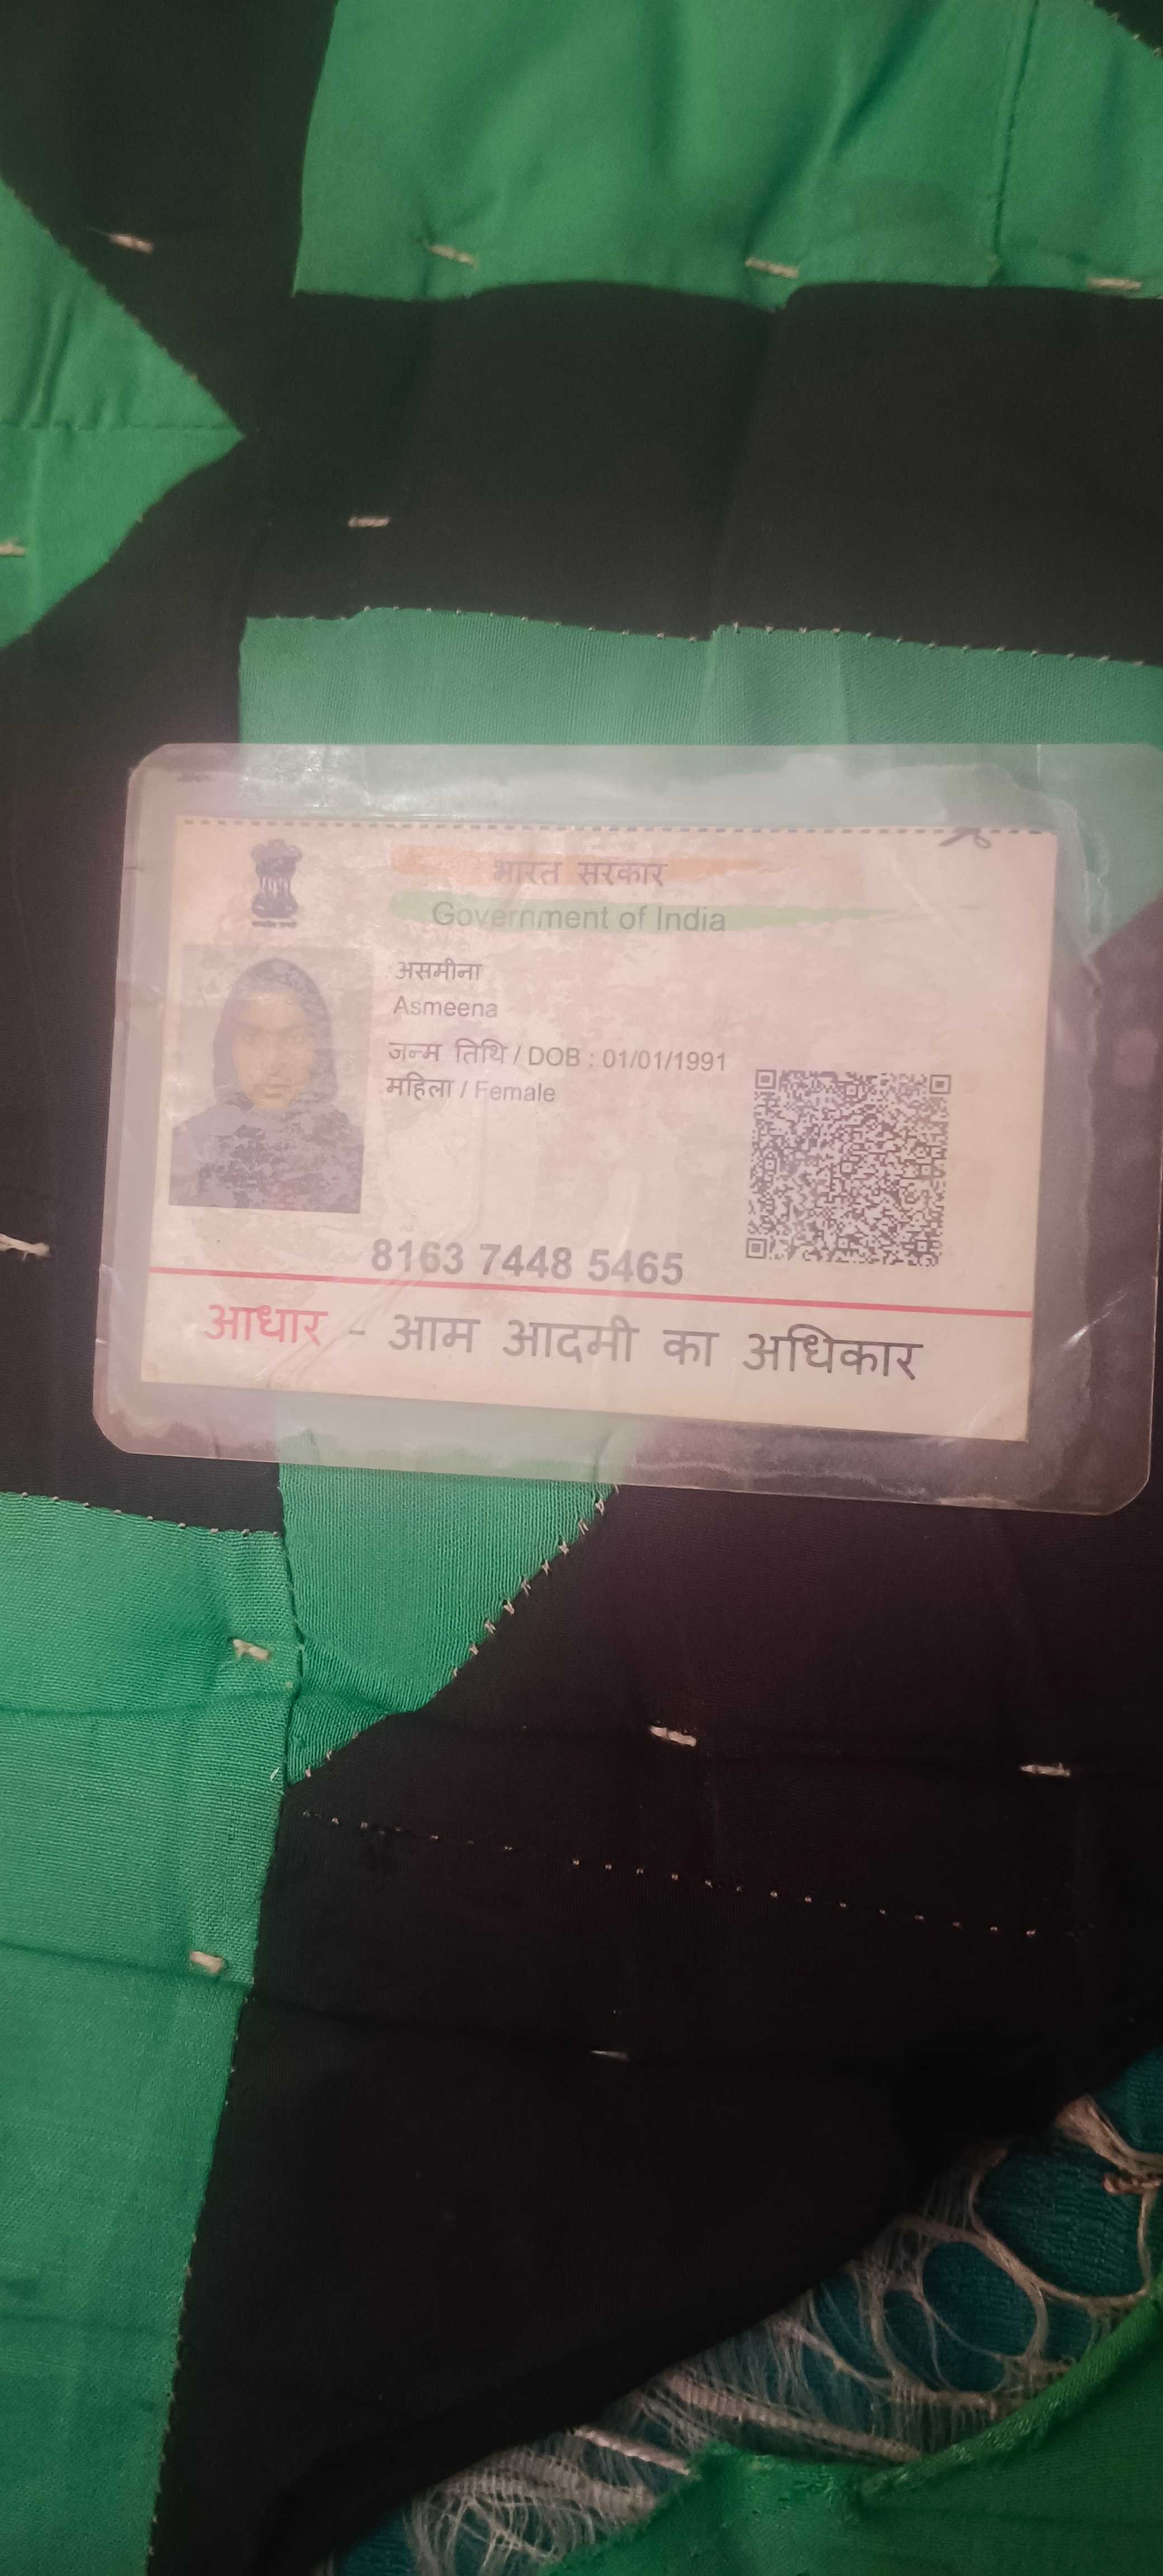 भारत सरकार
Government of India
असमीना
Asmeena
जन्म तिथि / DOB : 01/01/1991
महिला / Female
8163 7448 5465
आधार - आम आदमी का अधिकार